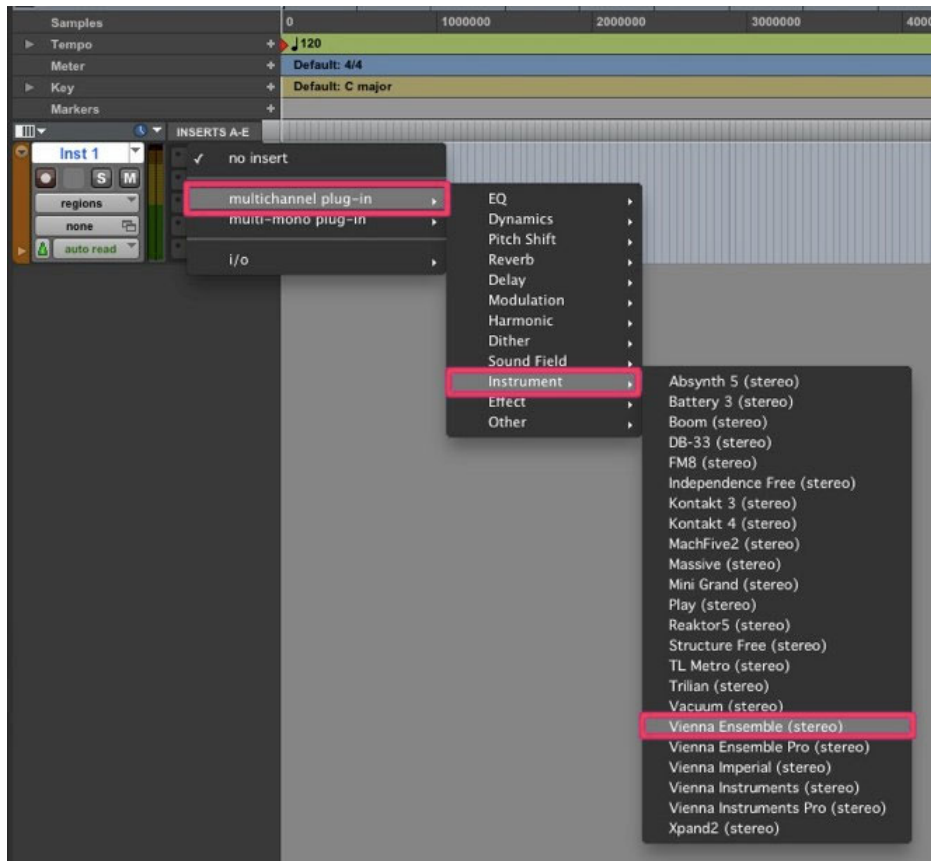 Samples 0 1000000 2000000 3000000 4000
Tempo + 120
Meter + Default: 4/4
Key + Default: C major
Markers +
INSERTS A-E
Inst 1
✓ no insert
S M
multichannel plug-in
EQ
regions
multi-mono plug-in
Dynamics
none
Pitch Shift
auto read
i/o
Reverb
Delay
Modulation
Harmonic
Dither
Sound Field
Instrument
Absynth 5 (stereo)
Effect
Battery 3 (stereo)
Other
Boom (stereo)
DB-33 (stereo)
FM8 (stereo)
Independence Free (stereo)
Kontakt 3 (stereo)
Kontakt 4 (stereo)
MachFive2 (stereo)
Massive (stereo)
Mini Grand (stereo)
Play (stereo)
Reaktor5 (stereo)
Structure Free (stereo)
TL Metro (stereo)
Trilian (stereo)
Vacuum (stereo)
Vienna Ensemble (stereo)
Vienna Ensemble Pro (stereo)
Vienna Imperial (stereo)
Vienna Instruments (stereo)
Vienna Instruments Pro (stereo)
Xpand2 (stereo)